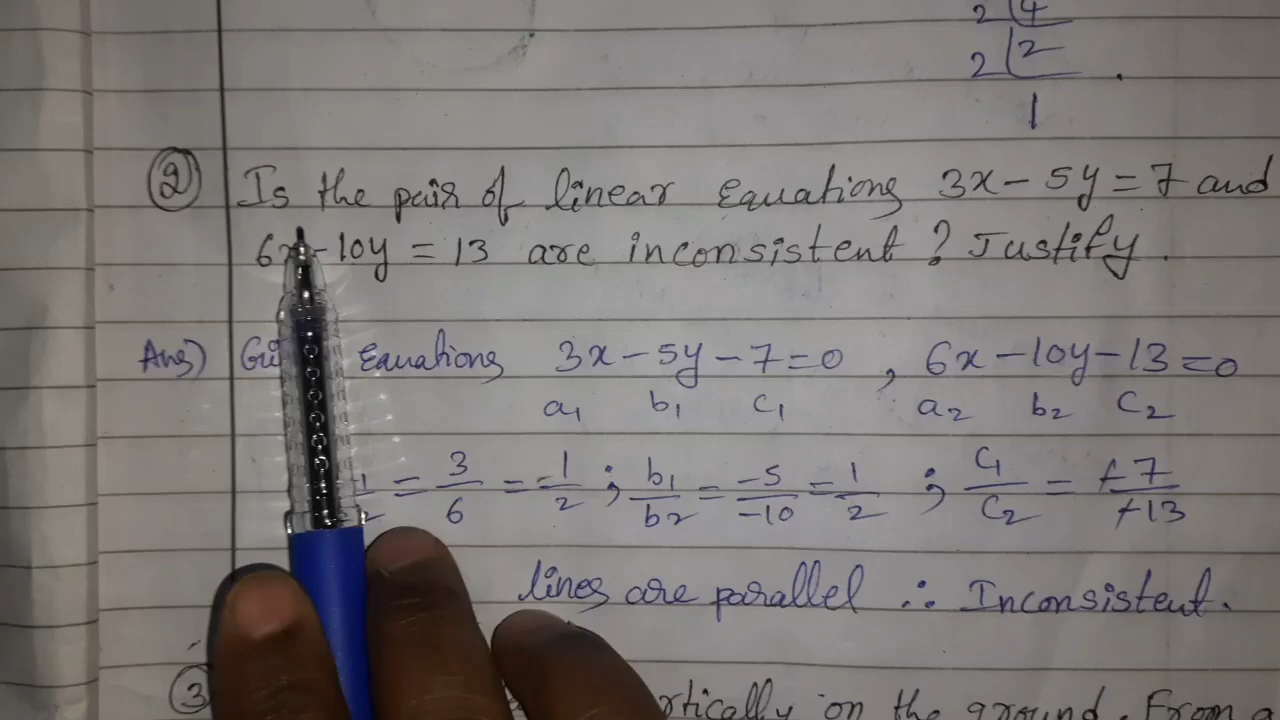 2 | 4
2 | 2 .
1
② Is the pair of linear Equations 3x - 5y = 7 and
6x - 10y = 13 are inconsistent? Justify.
Ans) Equations 3x - 5y - 7 = 0 , 6x - 10y - 13 = 0
a₁ b₁ c₁ a₂ b₂ c₂
= 3/6 = 1/2 ; b₁/b₂ = -5/-10 = 1/2 ; c₁/c₂ = -7/-13
lines are parallel ∴ Inconsistent.
③ on the ground. From a